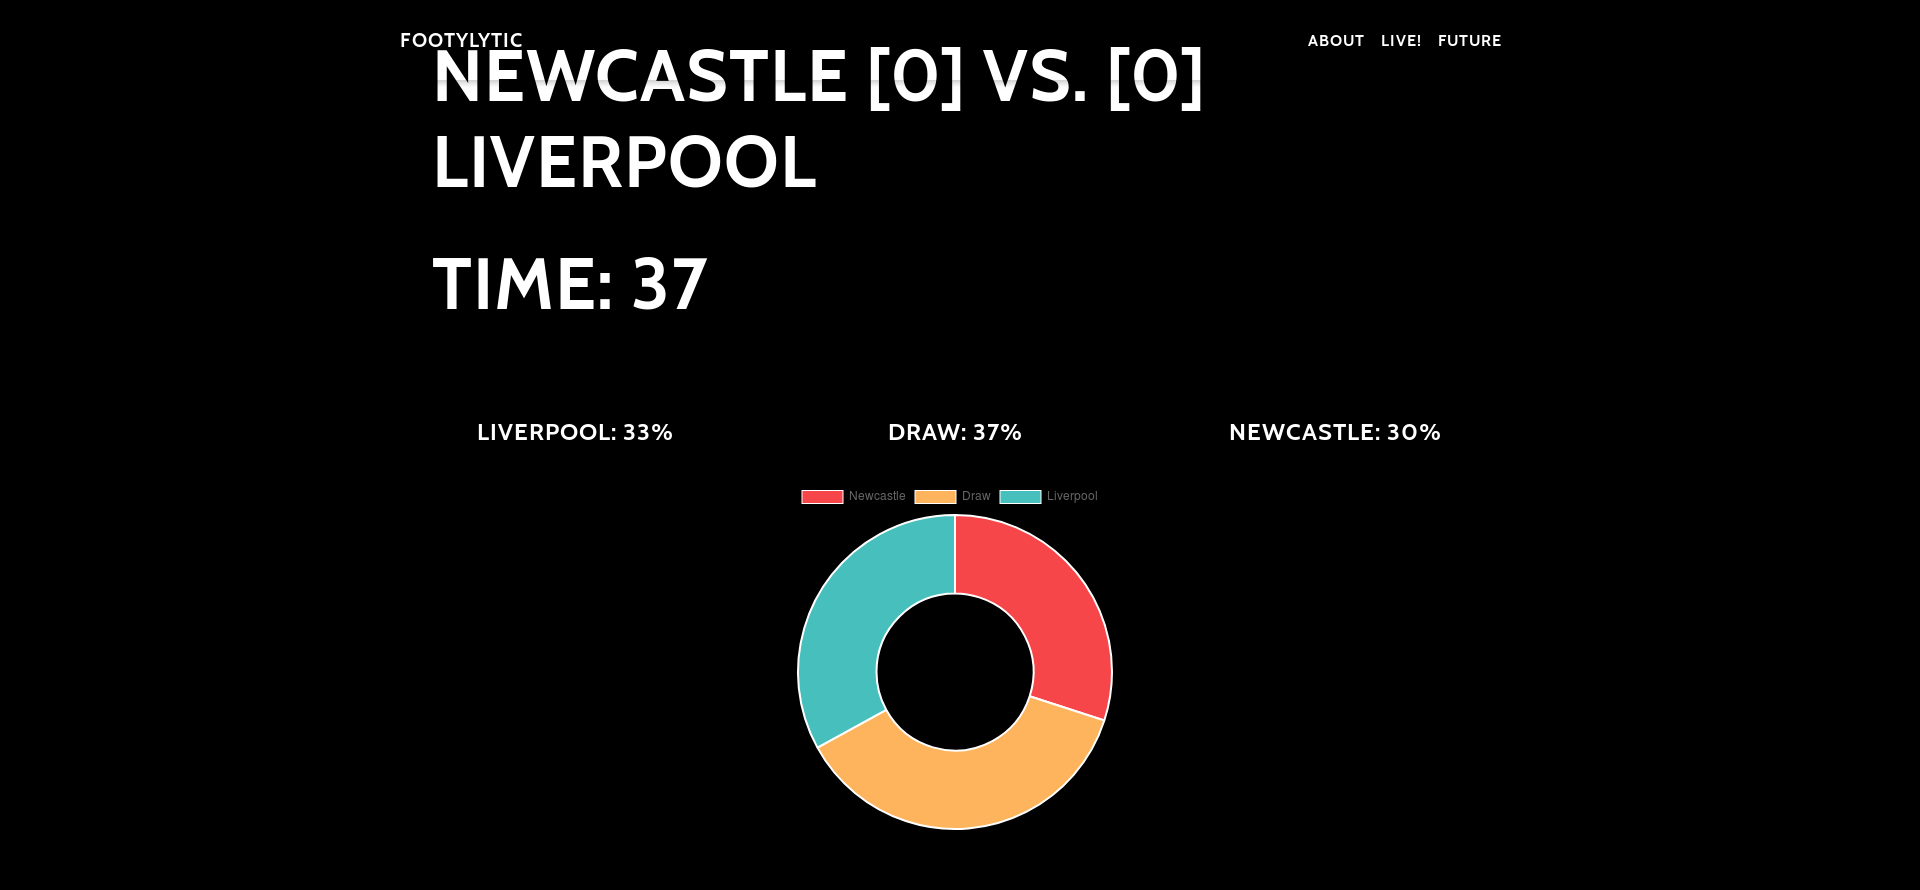 FOOTYLYTIC
ABOUT LIVE! FUTURE
NEWCASTLE [0] VS. [0]
LIVERPOOL
TIME: 37
LIVERPOOL: 33%
DRAW: 37%
NEWCASTLE: 30%
Newcastle Draw Liverpool